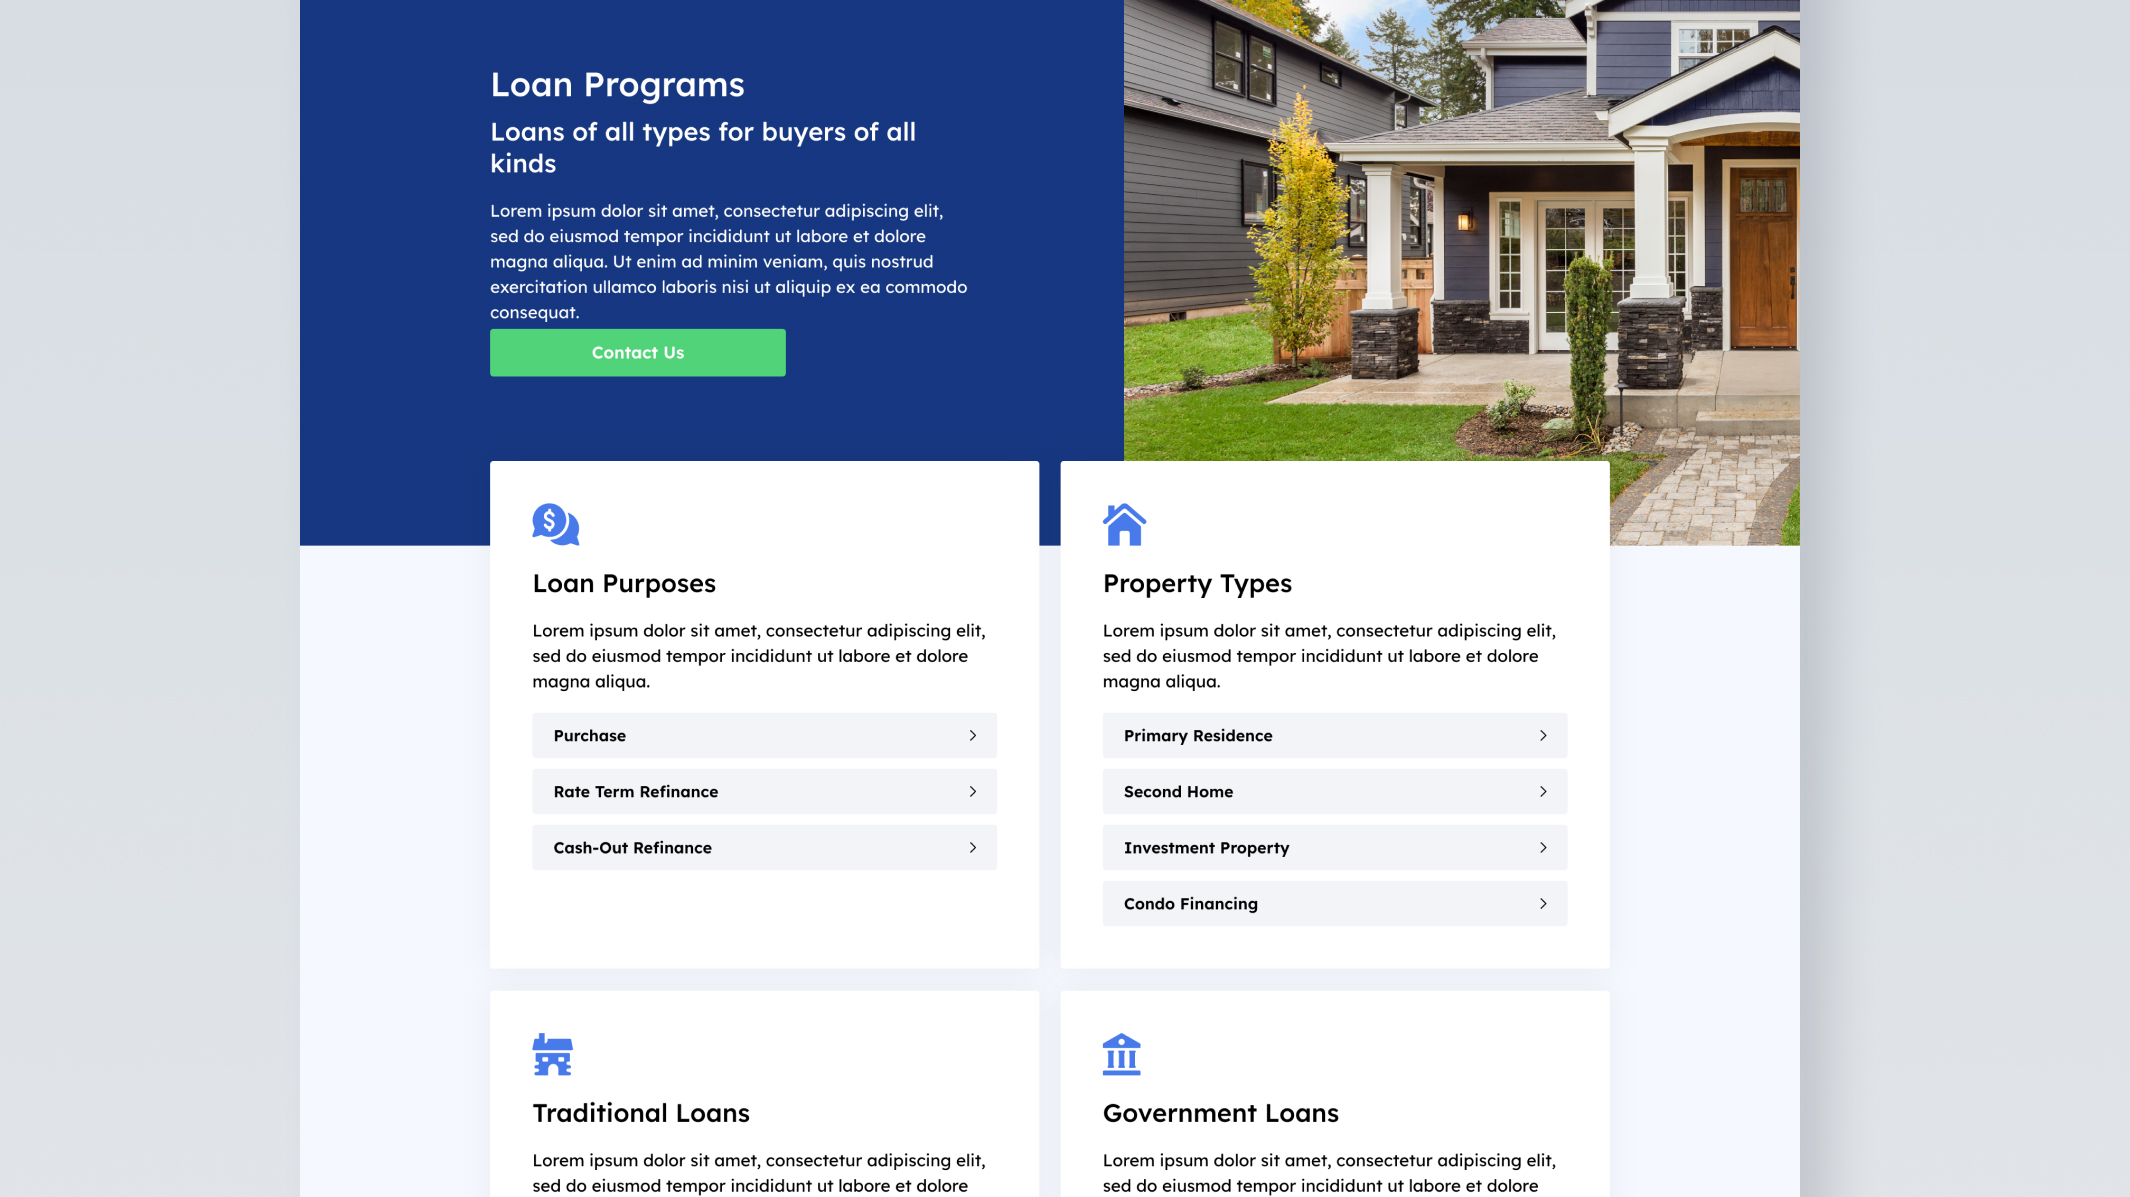 Loan Programs
Loans of all types for buyers of all
kinds
Lorem ipsum dolor sit amet, consectetur adipiscing elit,
sed do eiusmod tempor incididunt ut labore et dolore
magna aliqua. Ut enim ad minim veniam, quis nostrud
exercitation ullamco laboris nisi ut aliquip ex ea commodo
consequat.
Contact Us
Loan Purposes
Lorem ipsum dolor sit amet, consectetur adipiscing elit,
sed do eiusmod tempor incididunt ut labore et dolore
magna aliqua.
Purchase
Rate Term Refinance
Cash-Out Refinance
Property Types
Lorem ipsum dolor sit amet, consectetur adipiscing elit,
sed do eiusmod tempor incididunt ut labore et dolore
magna aliqua.
Primary Residence
Second Home
Investment Property
Condo Financing
Traditional Loans
Lorem ipsum dolor sit amet, consectetur adipiscing elit,
sed do eiusmod tempor incididunt ut labore et dolore
Government Loans
Lorem ipsum dolor sit amet, consectetur adipiscing elit,
sed do eiusmod tempor incididunt ut labore et dolore